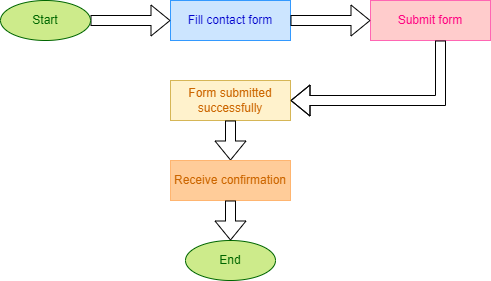 Start
Fill contact form
Submit form
Form submitted
successfully
Receive confirmation
End